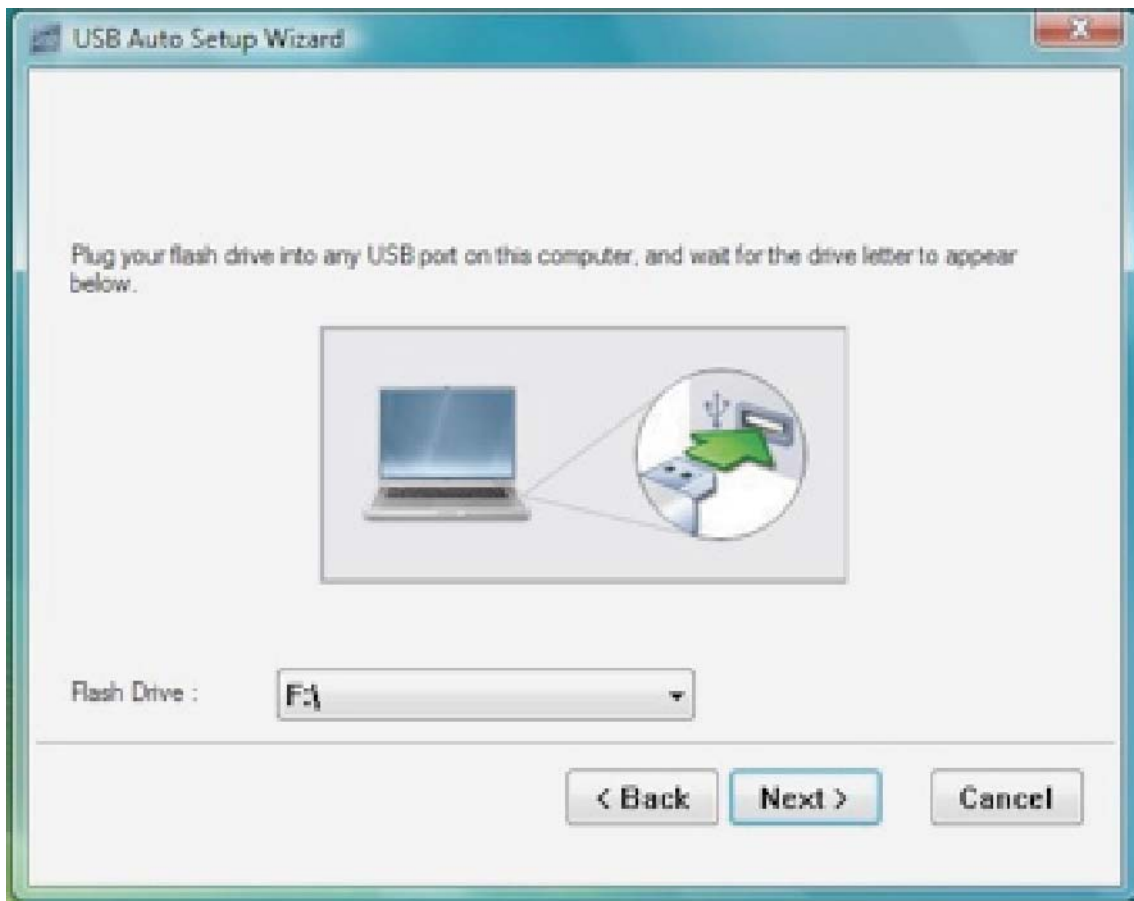 USB Auto Setup Wizard
Plug your flash drive into any USB port on this computer, and wait for the drive letter to appear
below.
Flash Drive :
F:\
< Back
Next >
Cancel